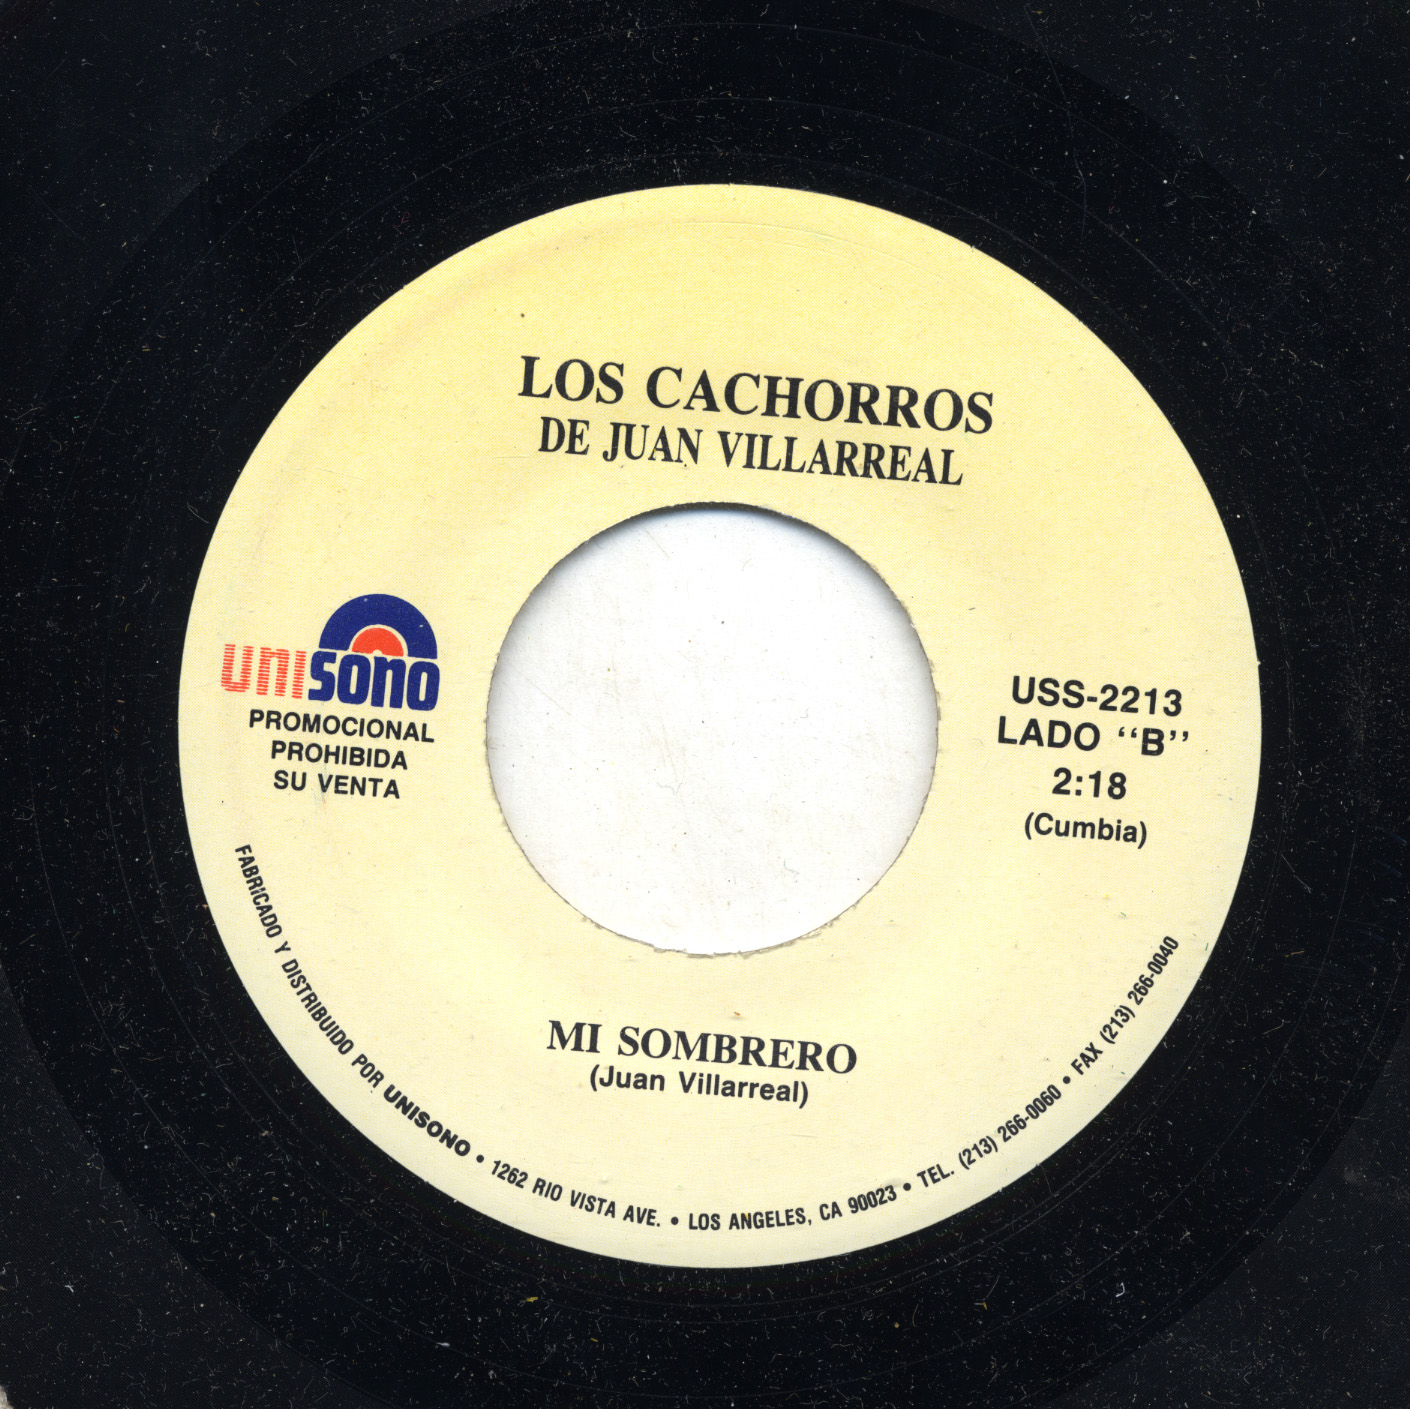 LOS CACHORROS
DE JUAN VILLARREAL
UNISONO
PROMOCIONAL
PROHIBIDA
SU VENTA
USS-2213
LADO "B"
2:18
(Cumbia)
MI SOMBRERO
(Juan Villarreal)
FABRICADO Y DISTRIBUIDO POR UNISONO • 1262 RIO VISTA AVE. • LOS ANGELES, CA 90023 • TEL. (213) 266-0060 • FAX (213) 266-0040